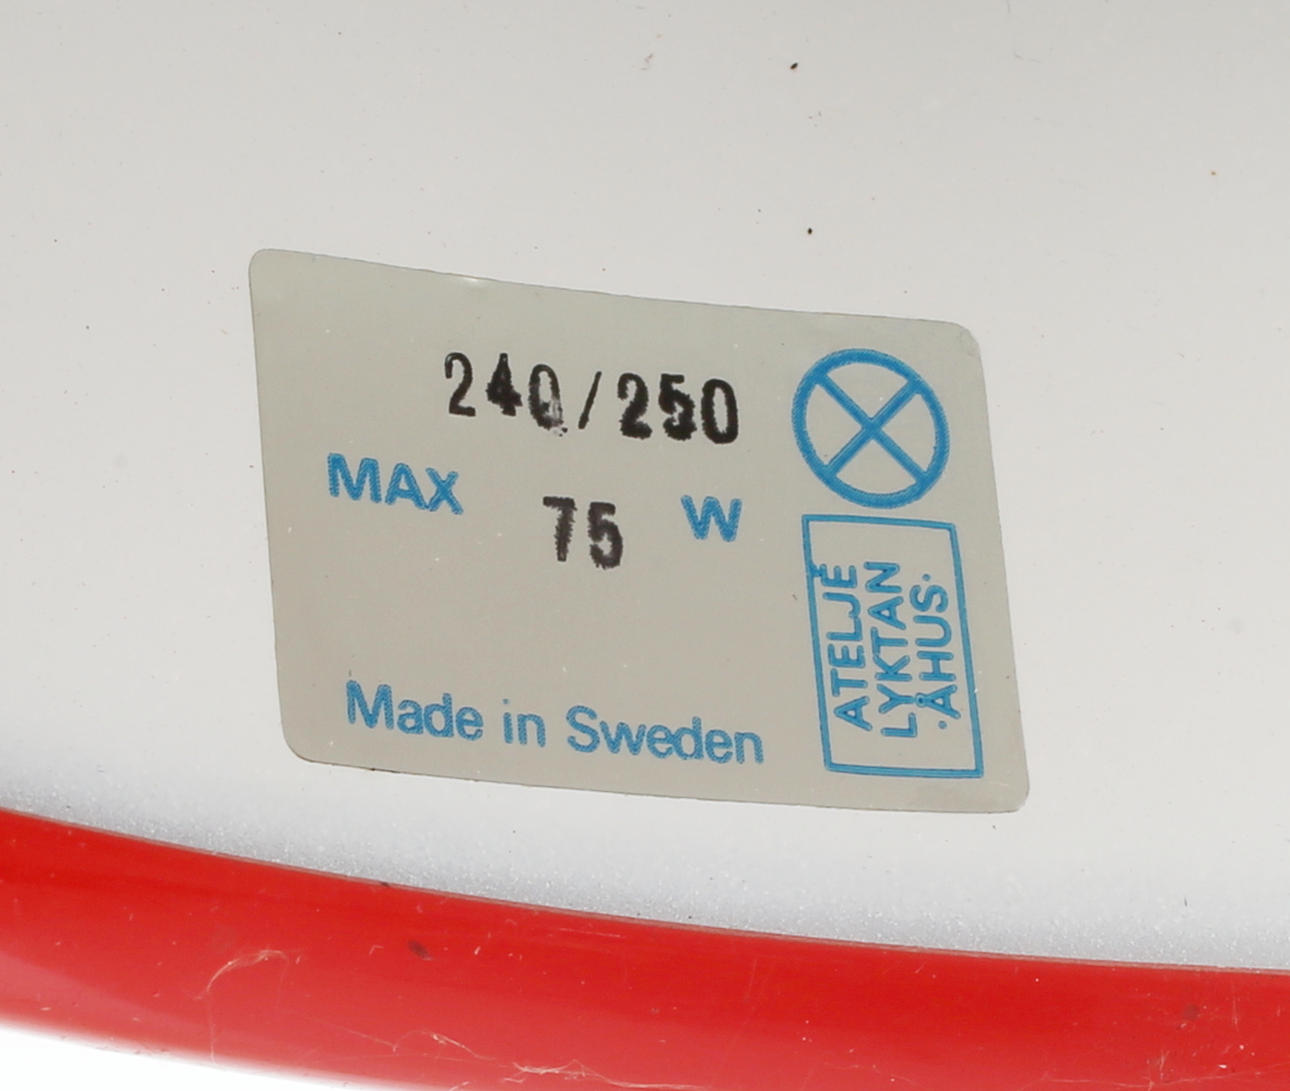 240/250
MAX 75 W
Made in Sweden
ATELJÉ
LYKTAN
·ÅHUS·